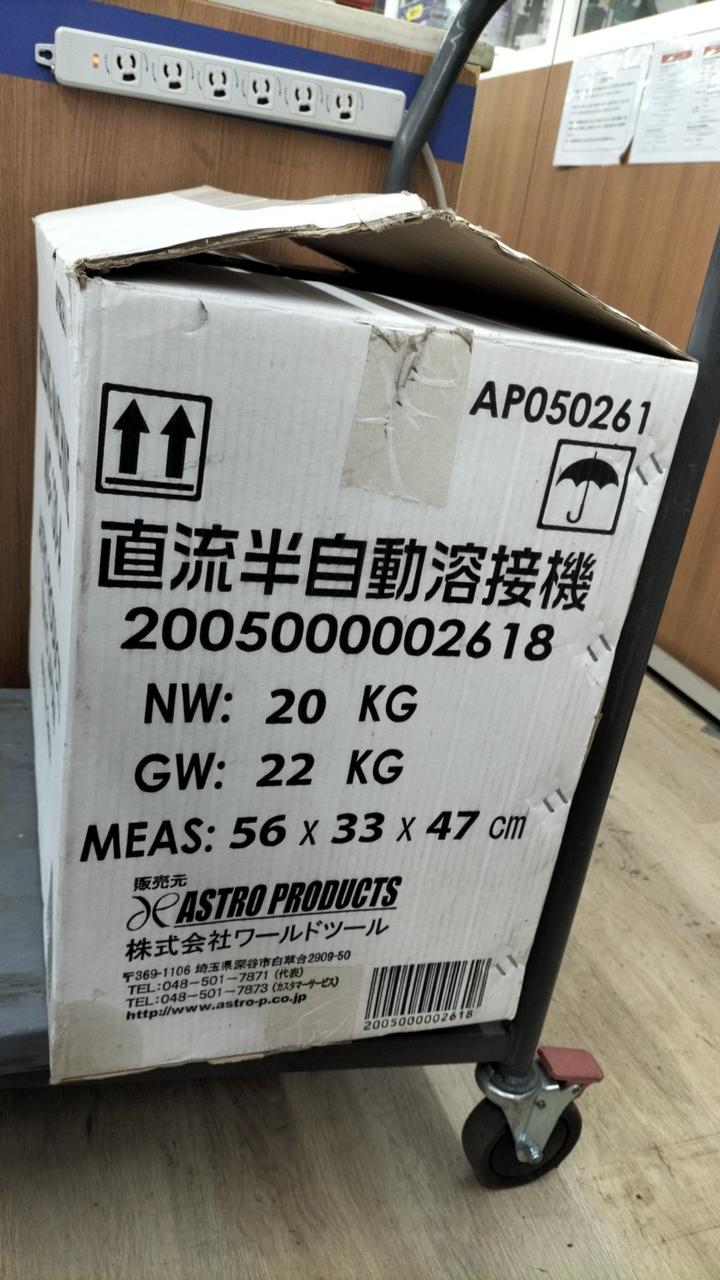 AP050261
直流半自動溶接機
2005000002618
NW: 20 KG
GW: 22 KG
MEAS: 56 x 33 x 47 cm
販売元
ASTRO PRODUCTS
株式会社ワールドツール
〒369-1106 埼玉県深谷市白草台2909-50
TEL:048-501-7871 (代表)
TEL:048-501-7873 (カスタマーサービス)
http://www.astro-p.co.jp
2005000002618